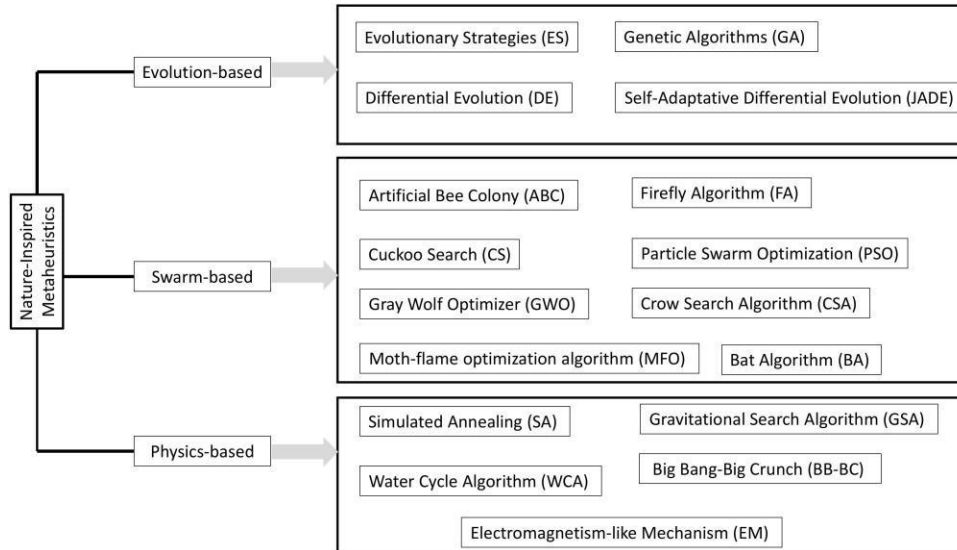 Nature-Inspired
Metaheuristics
Evolution-based
Evolutionary Strategies (ES)
Genetic Algorithms (GA)
Differential Evolution (DE)
Self-Adaptative Differential Evolution (JADE)
Swarm-based
Artificial Bee Colony (ABC)
Firefly Algorithm (FA)
Cuckoo Search (CS)
Particle Swarm Optimization (PSO)
Gray Wolf Optimizer (GWO)
Crow Search Algorithm (CSA)
Moth-flame optimization algorithm (MFO)
Bat Algorithm (BA)
Physics-based
Simulated Annealing (SA)
Gravitational Search Algorithm (GSA)
Water Cycle Algorithm (WCA)
Big Bang-Big Crunch (BB-BC)
Electromagnetism-like Mechanism (EM)